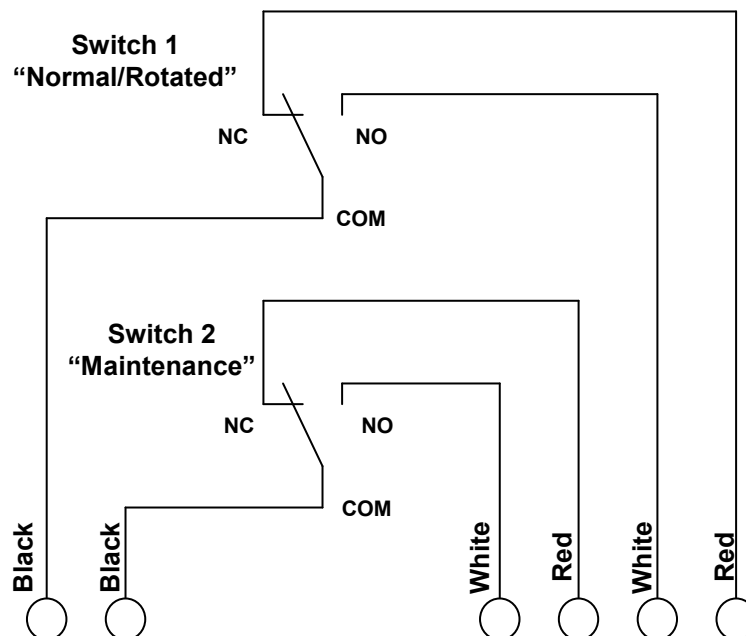 Switch 1
“Normal/Rotated”
NC
NO
COM
Switch 2
“Maintenance”
NC
NO
COM
Black
Black
White
Red
White
Red